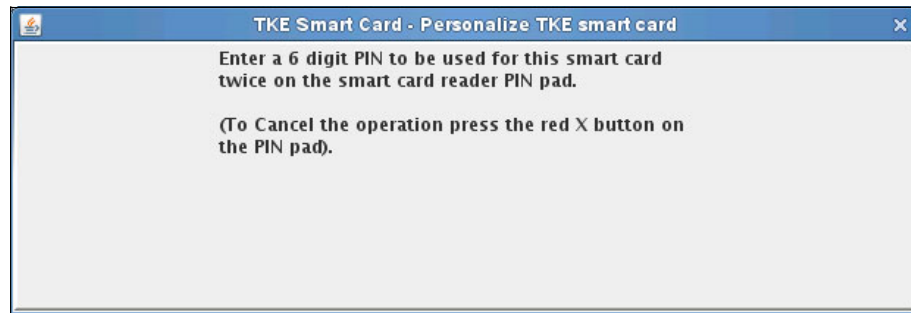 TKE Smart Card - Personalize TKE smart card
Enter a 6 digit PIN to be used for this smart card
twice on the smart card reader PIN pad.
(To Cancel the operation press the red X button on
the PIN pad).